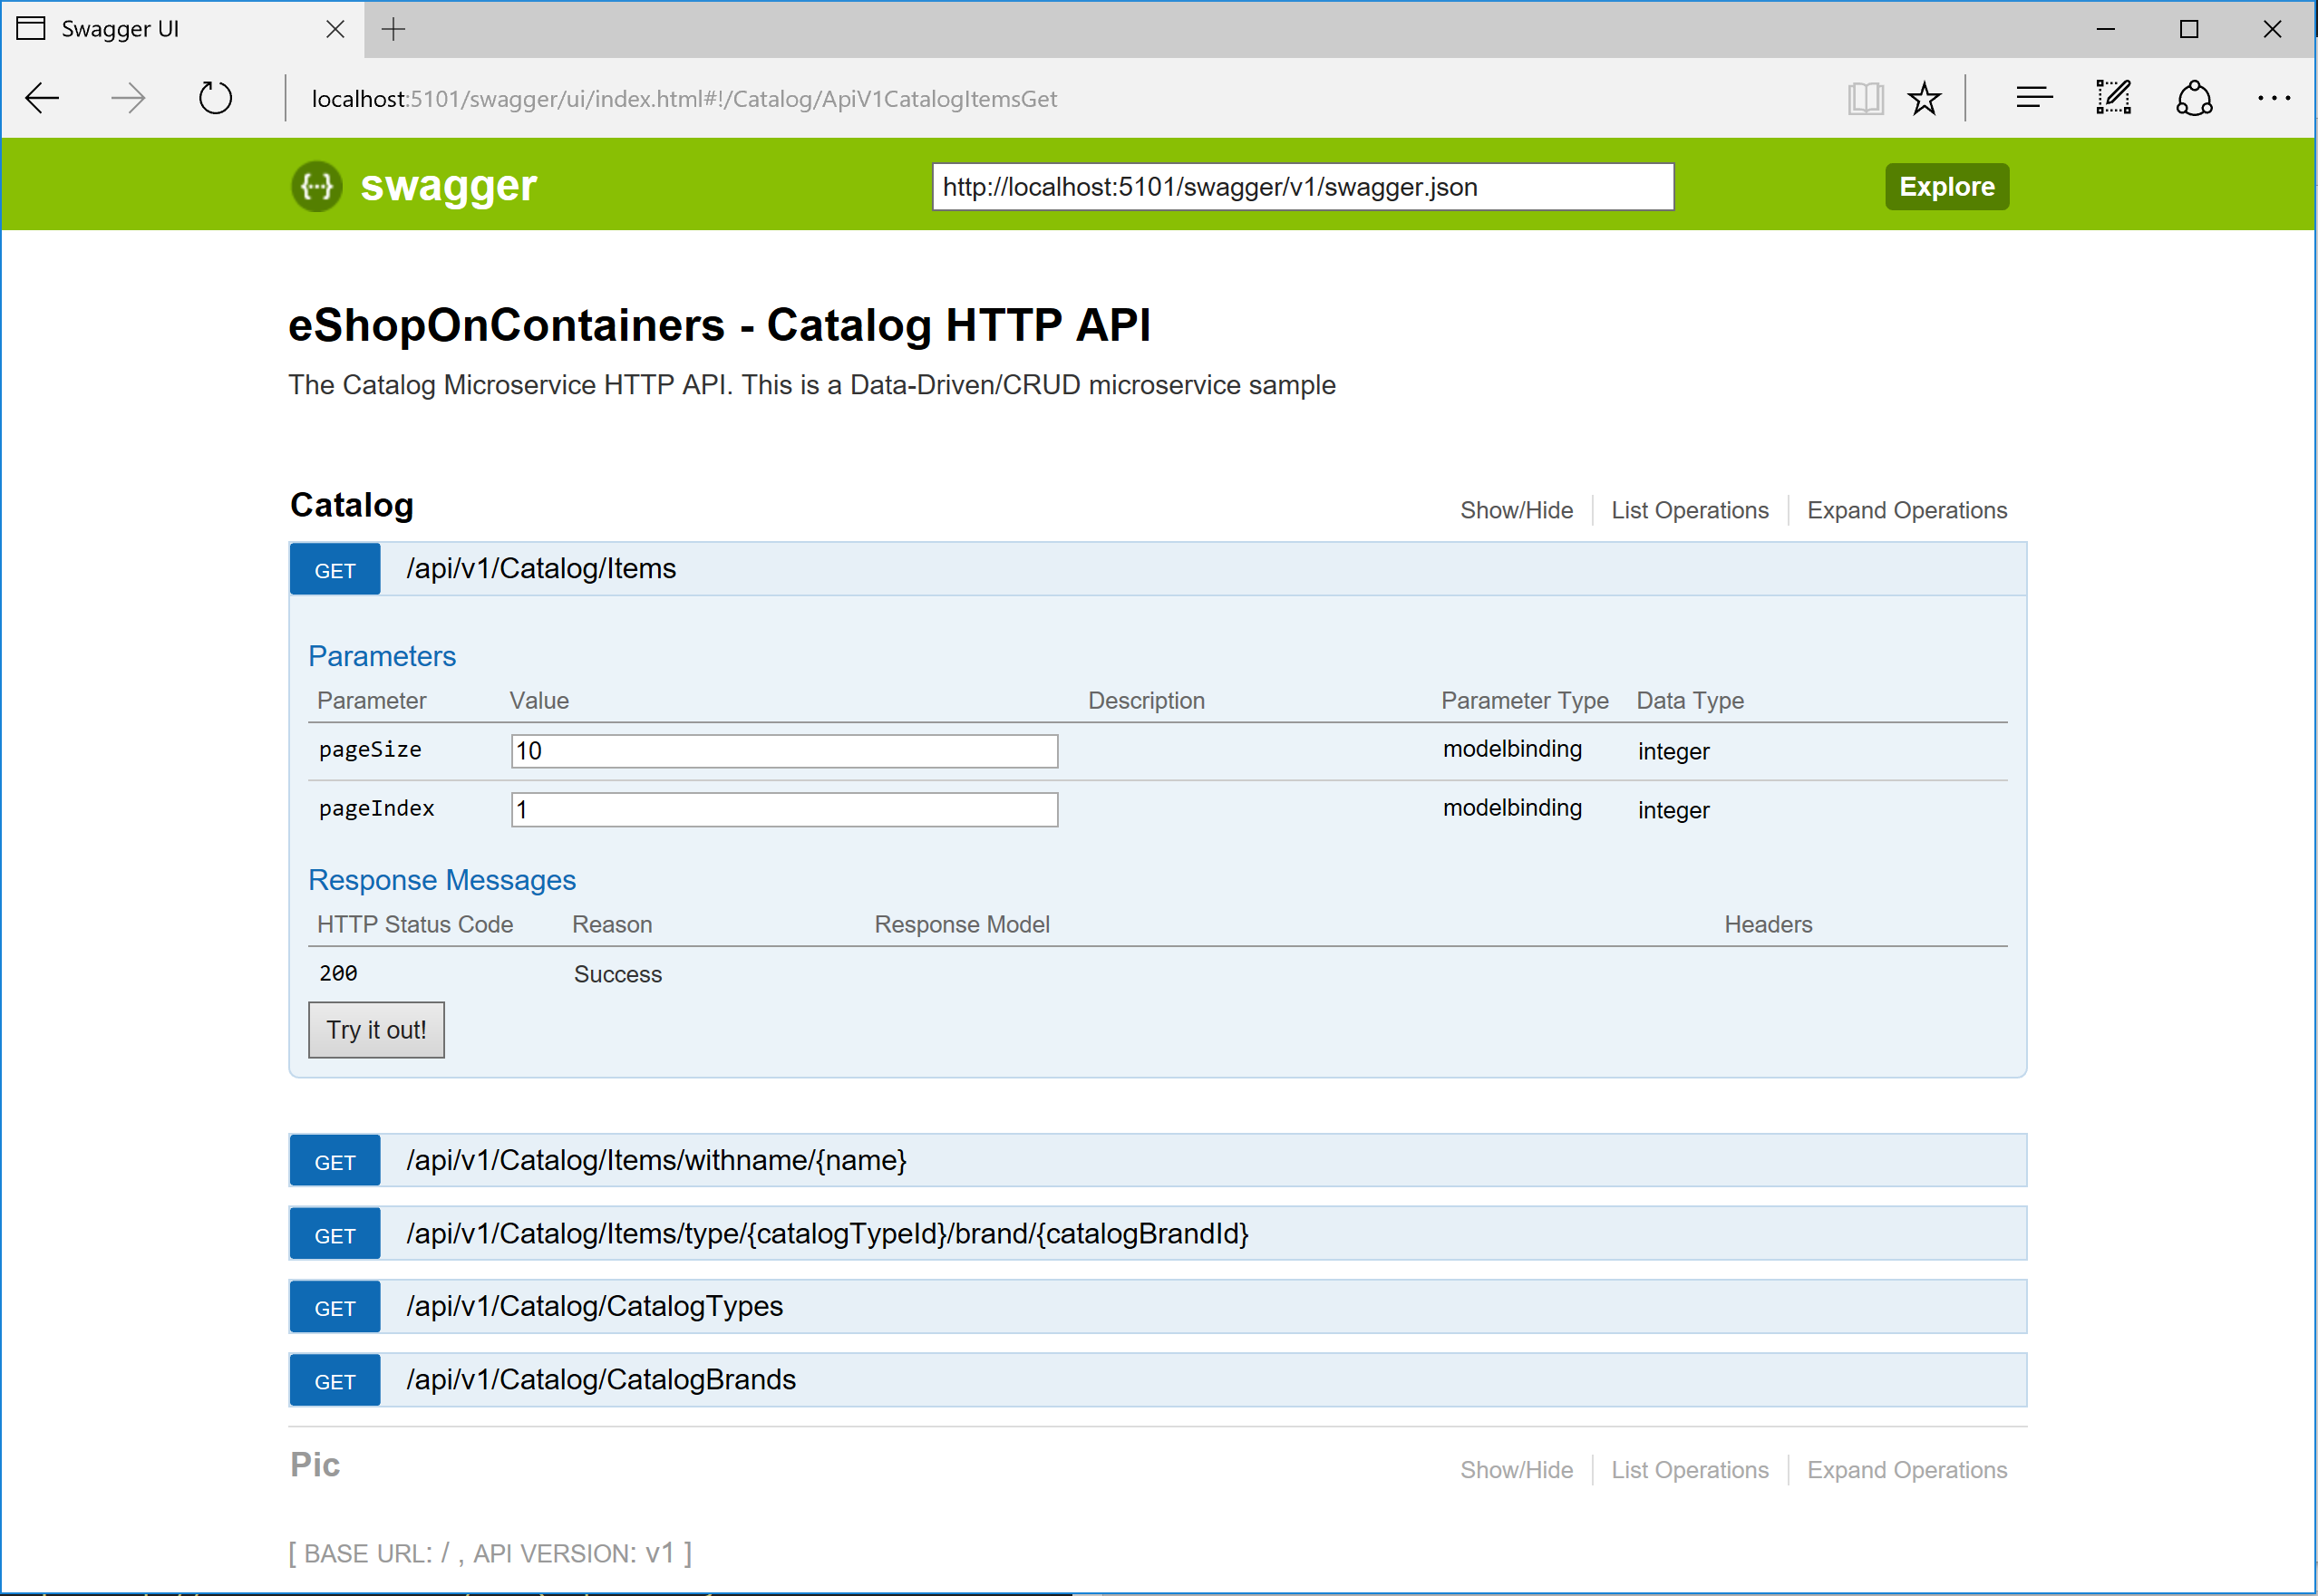 Swagger UI
localhost:5101/swagger/ui/index.html#!/Catalog/ApiV1CatalogItemsGet
{···} swagger http://localhost:5101/swagger/v1/swagger.json Explore
eShopOnContainers - Catalog HTTP API
The Catalog Microservice HTTP API. This is a Data-Driven/CRUD microservice sample
Catalog Show/Hide List Operations Expand Operations
GET /api/v1/Catalog/Items
Parameters
Parameter Value Description Parameter Type Data Type
pageSize 10 modelbinding integer
pageIndex 1 modelbinding integer
Response Messages
HTTP Status Code Reason Response Model Headers
200 Success
Try it out!
GET /api/v1/Catalog/Items/withname/{name}
GET /api/v1/Catalog/Items/type/{catalogTypeId}/brand/{catalogBrandId}
GET /api/v1/Catalog/CatalogTypes
GET /api/v1/Catalog/CatalogBrands
Pic Show/Hide List Operations Expand Operations
[ BASE URL: / , API VERSION: v1 ]